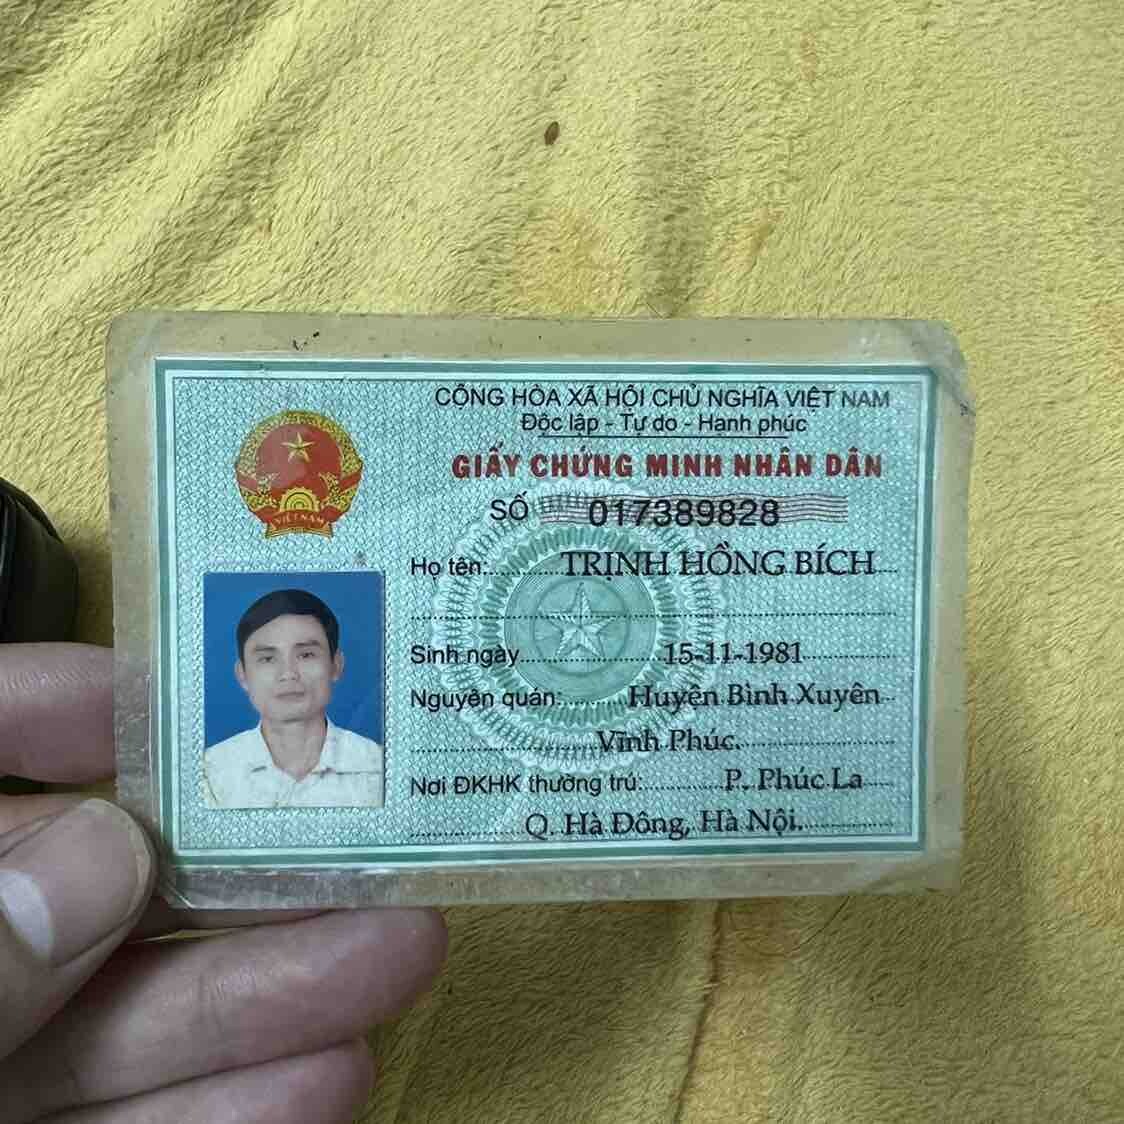 CỘNG HÒA XÃ HỘI CHỦ NGHĨA VIỆT NAM
Độc lập - Tự do - Hạnh phúc
GIẤY CHỨNG MINH NHÂN DÂN
SỐ 017389828
VIỆT NAM
Họ tên: TRỊNH HỒNG BÍCH
Sinh ngày 15-11-1981
Nguyên quán: Huyện Bình Xuyên
Vĩnh Phúc.
Nơi ĐKHK thường trú: P. Phúc La
Q. Hà Đông, Hà Nội.